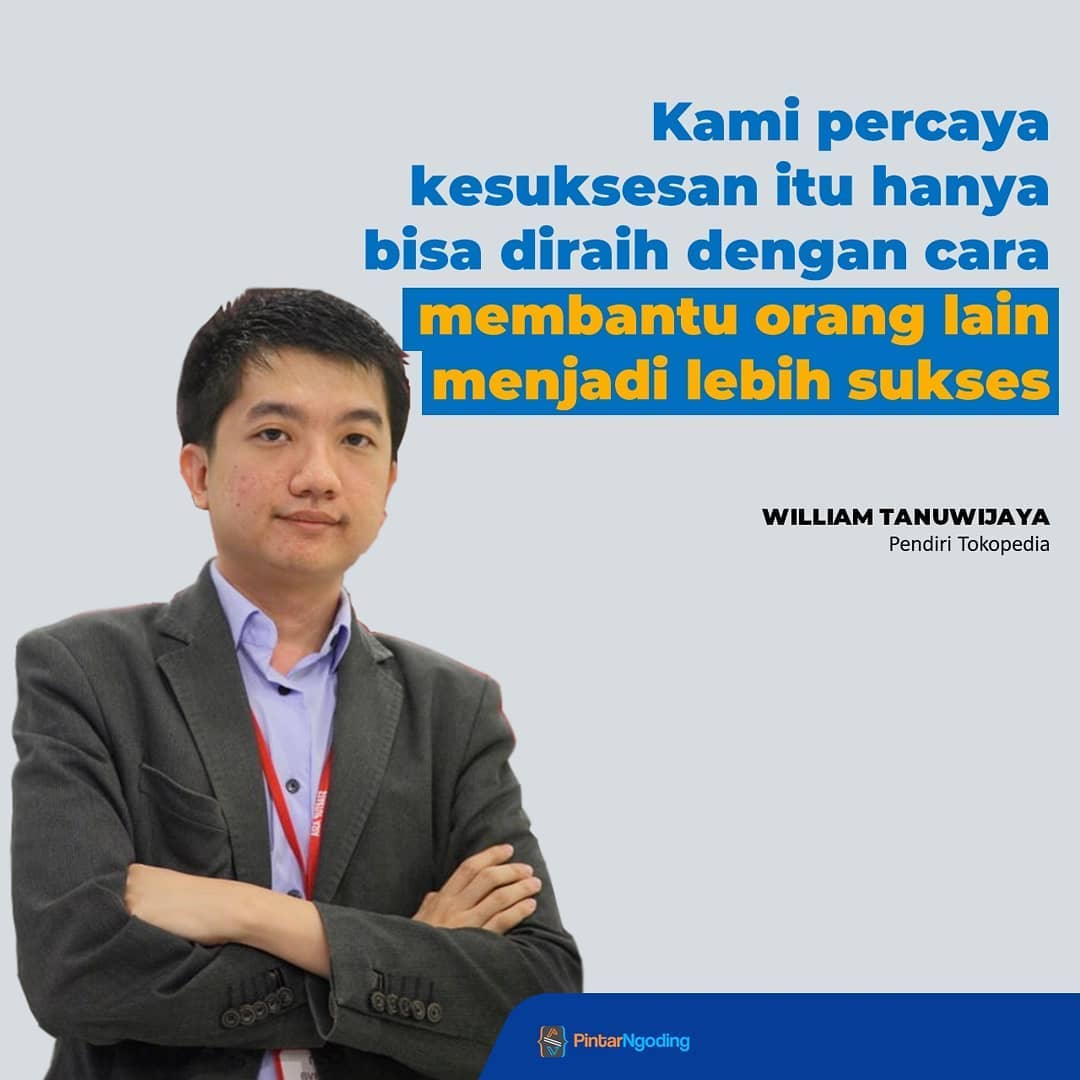 Kami percaya
kesuksesan itu hanya
bisa diraih dengan cara
membantu orang lain
menjadi lebih sukses
WILLIAM TANUWIJAYA
Pendiri Tokopedia
PintarNgoding